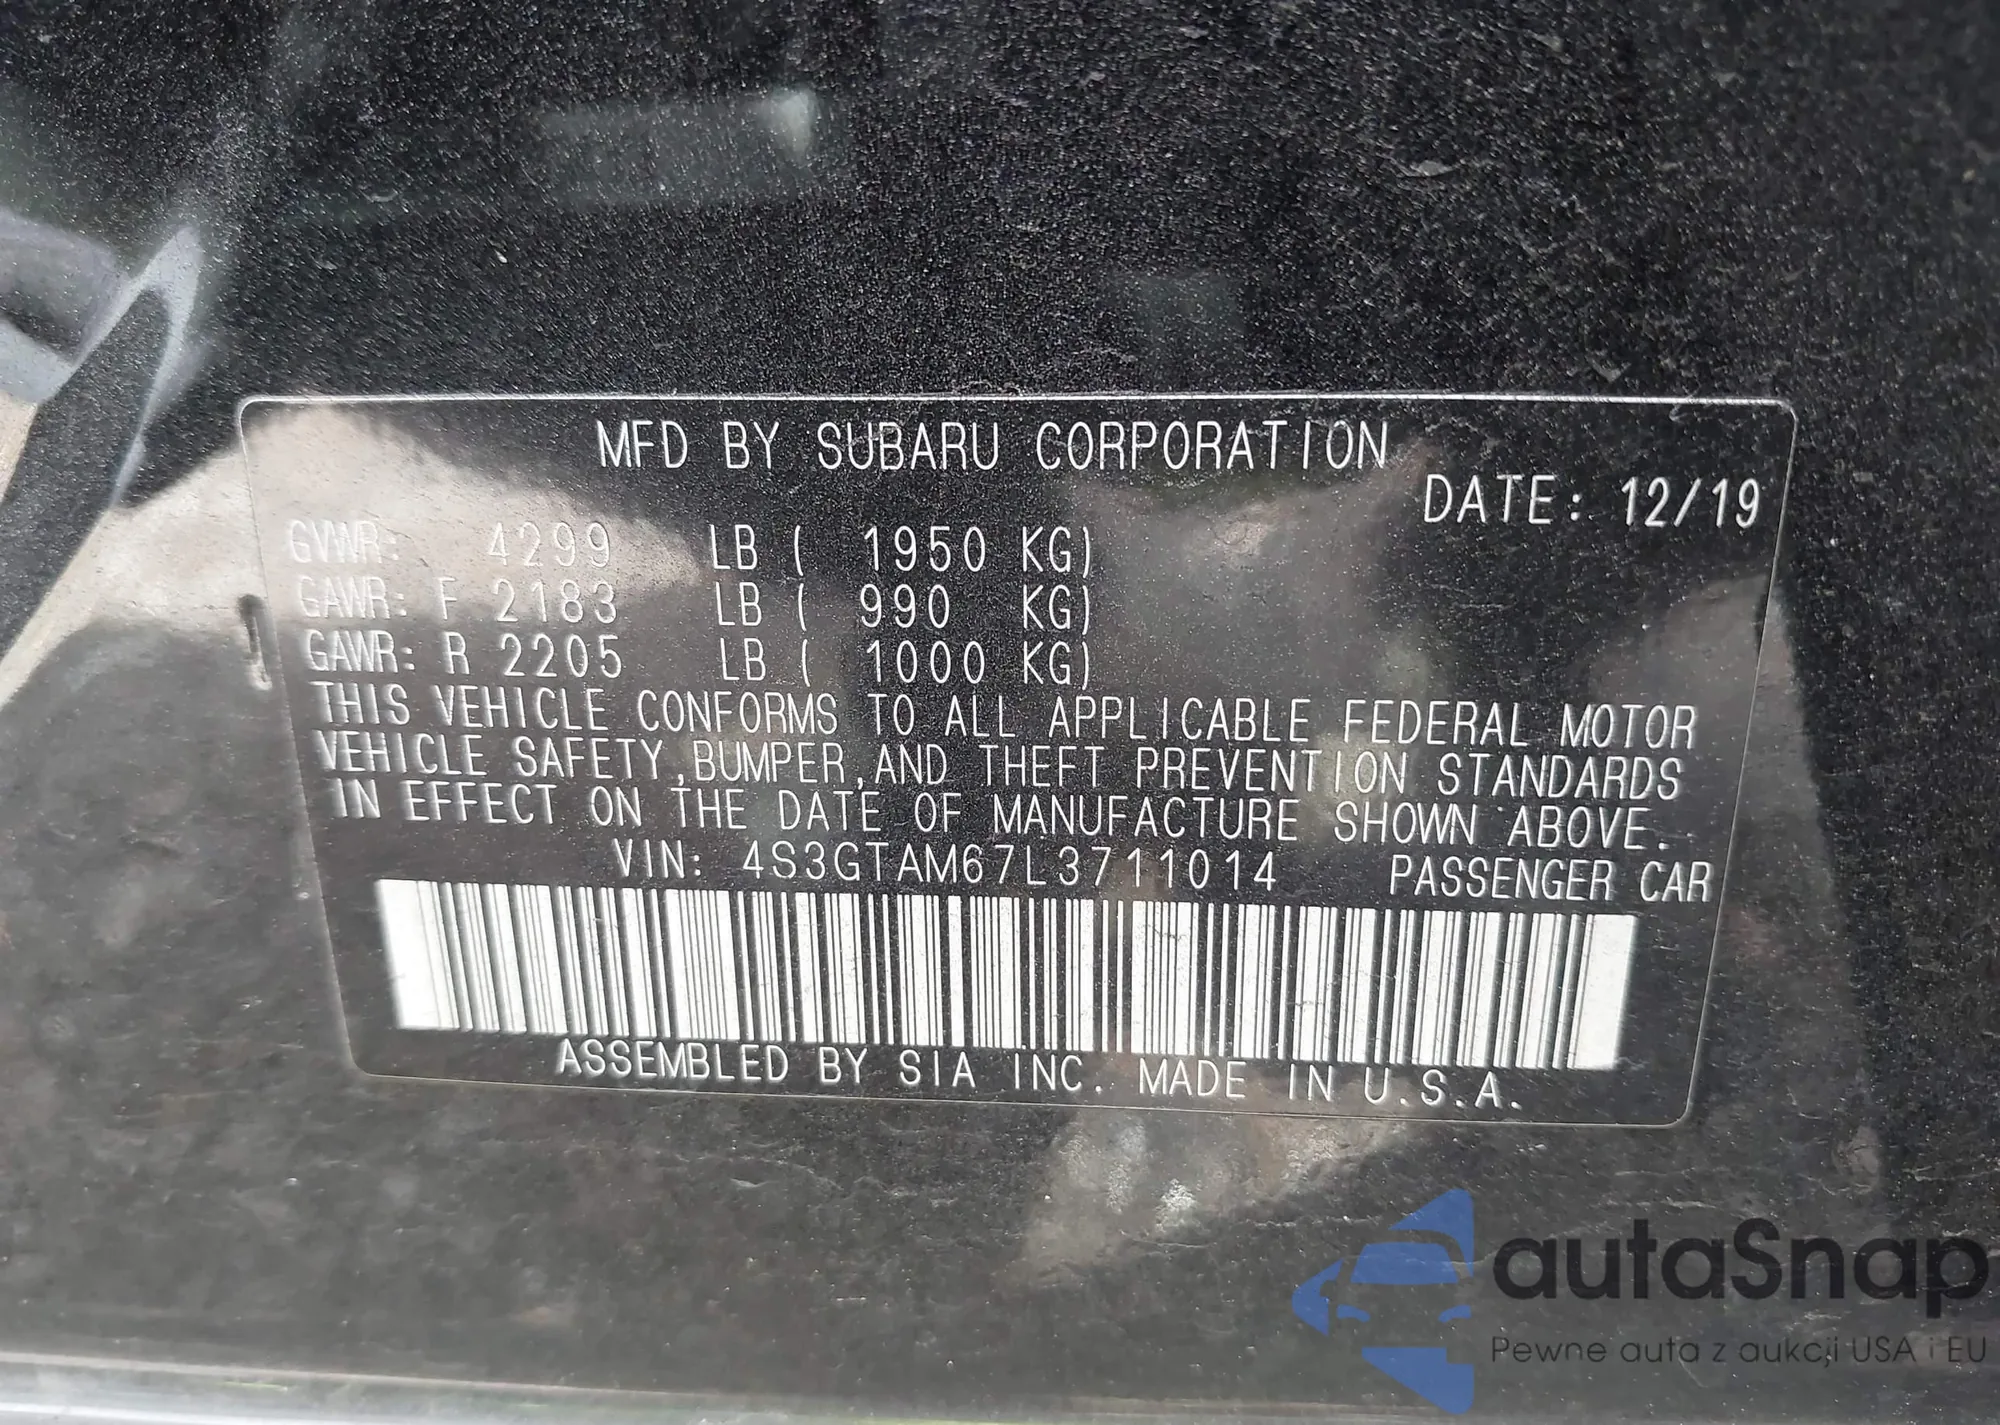 MFD BY SUBARU CORPORATION
DATE: 12/19
GVWR: 4299 LB ( 1950 KG)
GAWR: F 2183 LB ( 990 KG)
GAWR: R 2205 LB ( 1000 KG)
THIS VEHICLE CONFORMS TO ALL APPLICABLE FEDERAL MOTOR
VEHICLE SAFETY,BUMPER,AND THEFT PREVENTION STANDARDS
IN EFFECT ON THE DATE OF MANUFACTURE SHOWN ABOVE.
VIN: 4S3GTAM67L3711014 PASSENGER CAR
ASSEMBLED BY SIA INC. MADE IN U.S.A.
autaSnap
Pewne auta z aukcji USA i EU